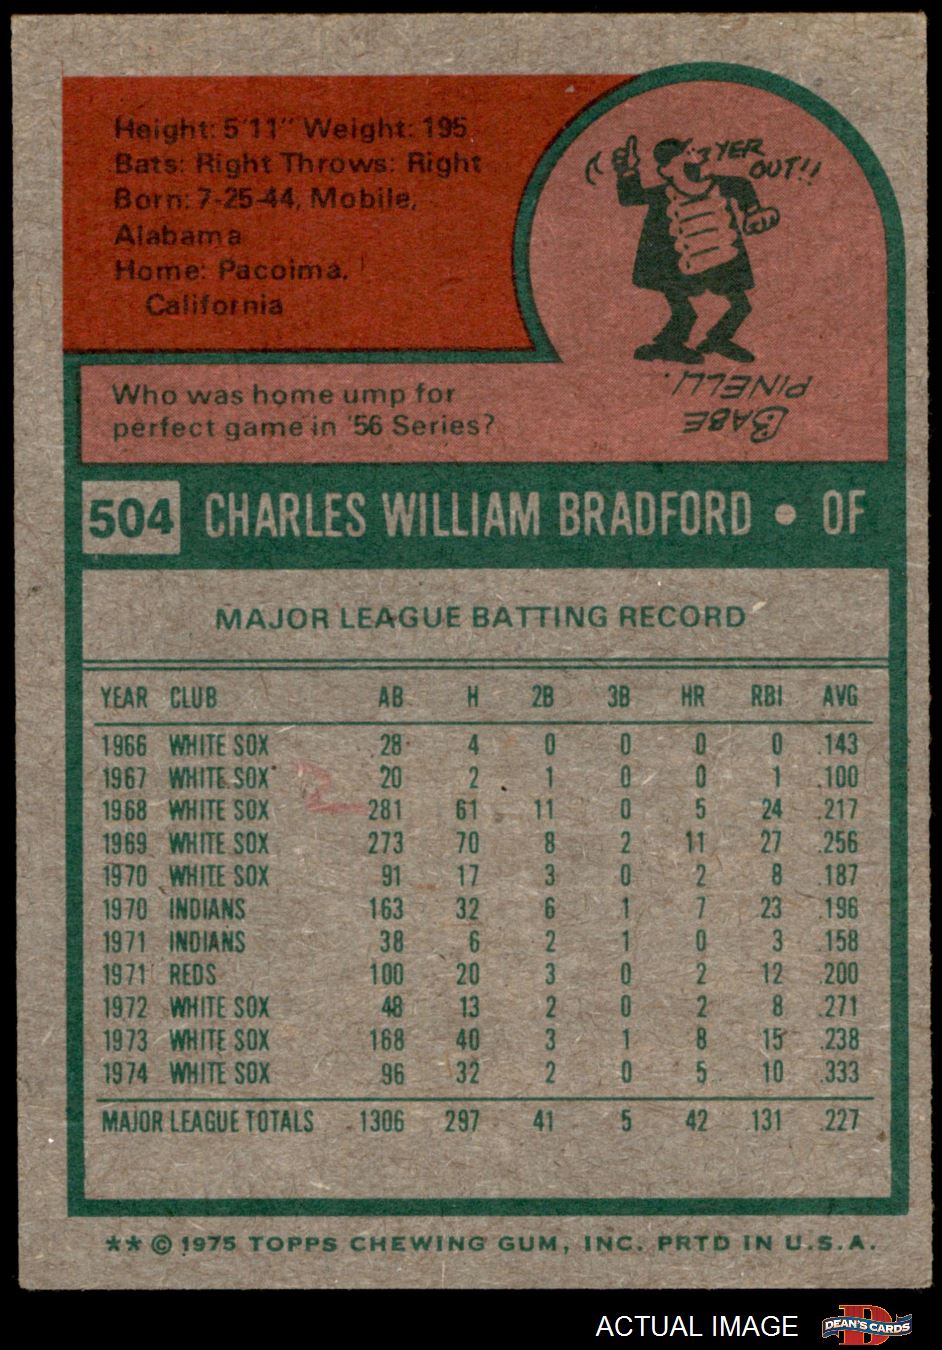 Height: 5'11" Weight: 195
Bats: Right Throws: Right
Born: 7-25-44, Mobile,
Alabama
Home: Pacoima,
California
YER
OUT!!
BABE
PINELLI.
Who was home ump for
perfect game in '56 Series?
504 CHARLES WILLIAM BRADFORD • OF
MAJOR LEAGUE BATTING RECORD
YEAR CLUB AB H 2B 3B HR RBI AVG
1966 WHITE SOX 28 4 0 0 0 0 .143
1967 WHITE SOX 20 2 1 0 0 1 .100
1968 WHITE SOX 281 61 11 0 5 24 .217
1969 WHITE SOX 273 70 8 2 11 27 .256
1970 WHITE SOX 91 17 3 0 2 8 .187
1970 INDIANS 163 32 6 1 7 23 .196
1971 INDIANS 38 6 2 1 0 3 .158
1971 REDS 100 20 3 0 2 12 .200
1972 WHITE SOX 48 13 2 0 2 8 .271
1973 WHITE SOX 168 40 3 1 8 15 .238
1974 WHITE SOX 96 32 2 0 5 10 .333
MAJOR LEAGUE TOTALS 1306 297 41 5 42 131 .227
** © 1975 TOPPS CHEWING GUM, INC. PRTD IN U.S.A.
ACTUAL IMAGE
D
DEAN'S CARDS